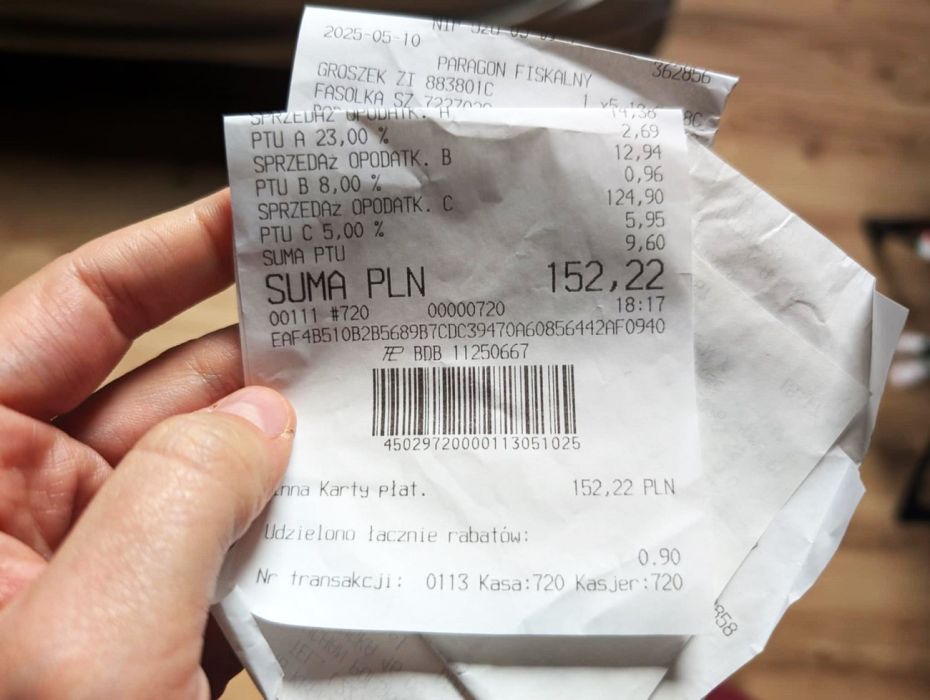 2025-05-10
PARAGON FISKALNY 362856
GROSZEK ZI 883801C
FASOLKA SZ
SPRZEDAŻ OPODATK. A
PTU A 23,00 % 2,69
SPRZEDAŻ OPODATK. B 12,94
PTU B 8,00 % 0,96
SPRZEDAŻ OPODATK. C 124,90
PTU C 5,00 % 5,95
SUMA PTU 9,60
SUMA PLN 152,22
00111 #720 00000720 18:17
EAF4B510B2B5689B7CDC39470A60856442AF0940
BDB 11250667
45029720000113051025
Karty płat. 152,22 PLN
Udzielono łacznie rabatów:
0.90
Nr transakcji: 0113 Kasa:720 Kasjer:720